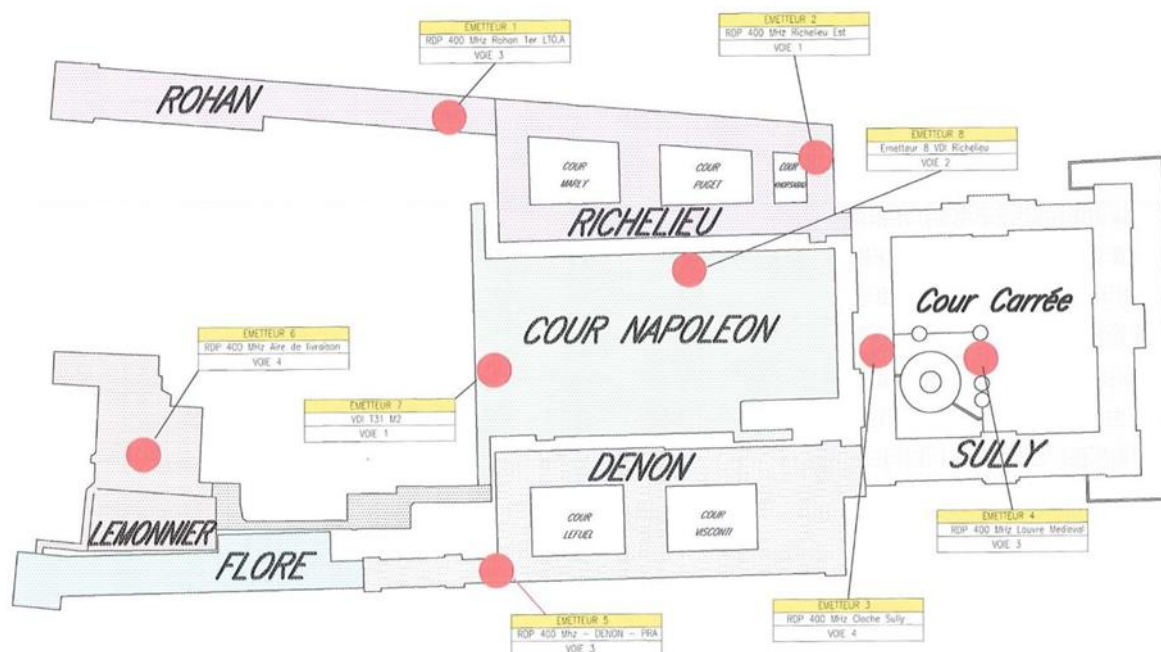 EMETTEUR 1
RDP 400 MHz Rohan 1er LTO.A
VOIE 3
EMETTEUR 2
RDP 400 MHz Richelieu Est
VOIE 1
ROHAN
EMETTEUR 8
Emetteur 8 VDI Richelieu
VOIE 2
COUR
MARLY
COUR
PUGET
COUR
KHORSABAD
RICHELIEU
Cour Carrée
COUR NAPOLEON
EMETTEUR 6
RDP 400 MHz Aire de livraison
VOIE 4
EMETTEUR 7
VDI T31 M2
VOIE 1
DENON
SULLY
COUR
LEFUEL
COUR
VISCONTI
LEMONNIER
FLORE
EMETTEUR 4
RDP 400 MHz Louvre Medieval
VOIE 3
EMETTEUR 3
RDP 400 MHz Cloche Sully
VOIE 4
EMETTEUR 5
RDP 400 Mhz - DENON - PRA
VOIE 3